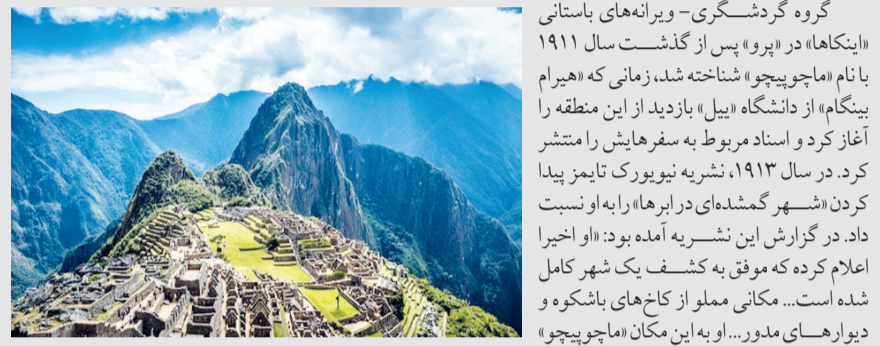 گروه گردشگری- ویرانه‌های باستانی
«اینکاها» در «پرو» پس از گذشت سال ۱۹۱۱
با نام «ماچوپیچو» شناخته شد، زمانی که «هیرام
بینگام» از دانشگاه «ییل» بازدید از این منطقه را
آغاز کرد و اسناد مربوط به سفرهایش را منتشر
کرد. در سال ۱۹۱۳، نشریه نیویورک تایمز پیدا
کردن «شهر گمشده‌ای در ابرها» را به او نسبت
داد. در گزارش این نشریه آمده بود: «او اخیرا
اعلام کرده که موفق به کشف یک شهر کامل
شده است... مکانی مملو از کاخ‌های باشکوه و
دیوارهای مدور... او به این مکان «ماچوپیچو»